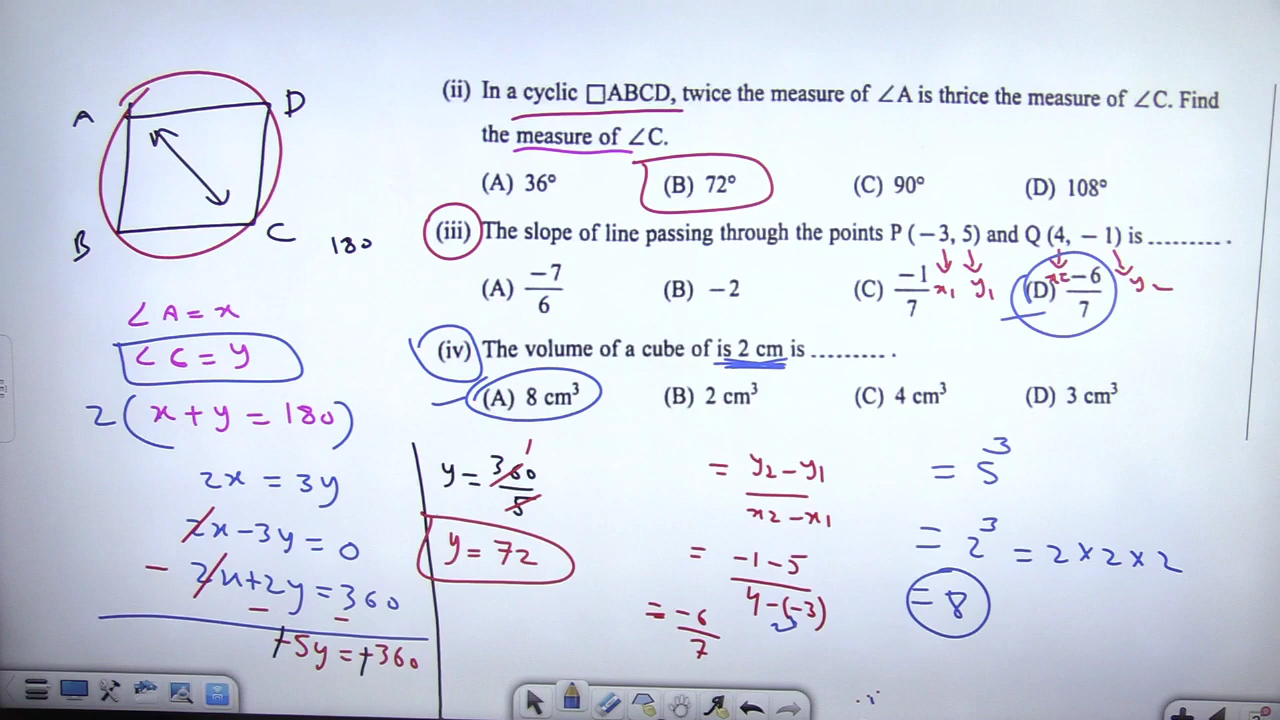 (ii) In a cyclic □ABCD, twice the measure of ∠A is thrice the measure of ∠C. Find
the measure of ∠C.
(A) 36° (B) 72° (C) 90° (D) 108°
(iii) The slope of line passing through the points P (−3, 5) and Q (4, − 1) is ......... .
(A) −7/6 (B) −2 (C) −1/7 (D) −6/7
x₁ y₁ x2
(iv) The volume of a cube of is 2 cm is ......... .
(A) 8 cm³ (B) 2 cm³ (C) 4 cm³ (D) 3 cm³
A D
B C
180
∠A = x
∠C = y
2(x + y = 180)
2x = 3y
2x − 3y = 0
− 2x + 2y = 360
− −
+5y = +360
y = 360/5
1
y = 72
= y₂ − y₁ / x2 − x₁
= −1 − 5 / 4 − (−3)
= −6/7
= S³
= 2³ = 2 × 2 × 2
= 8